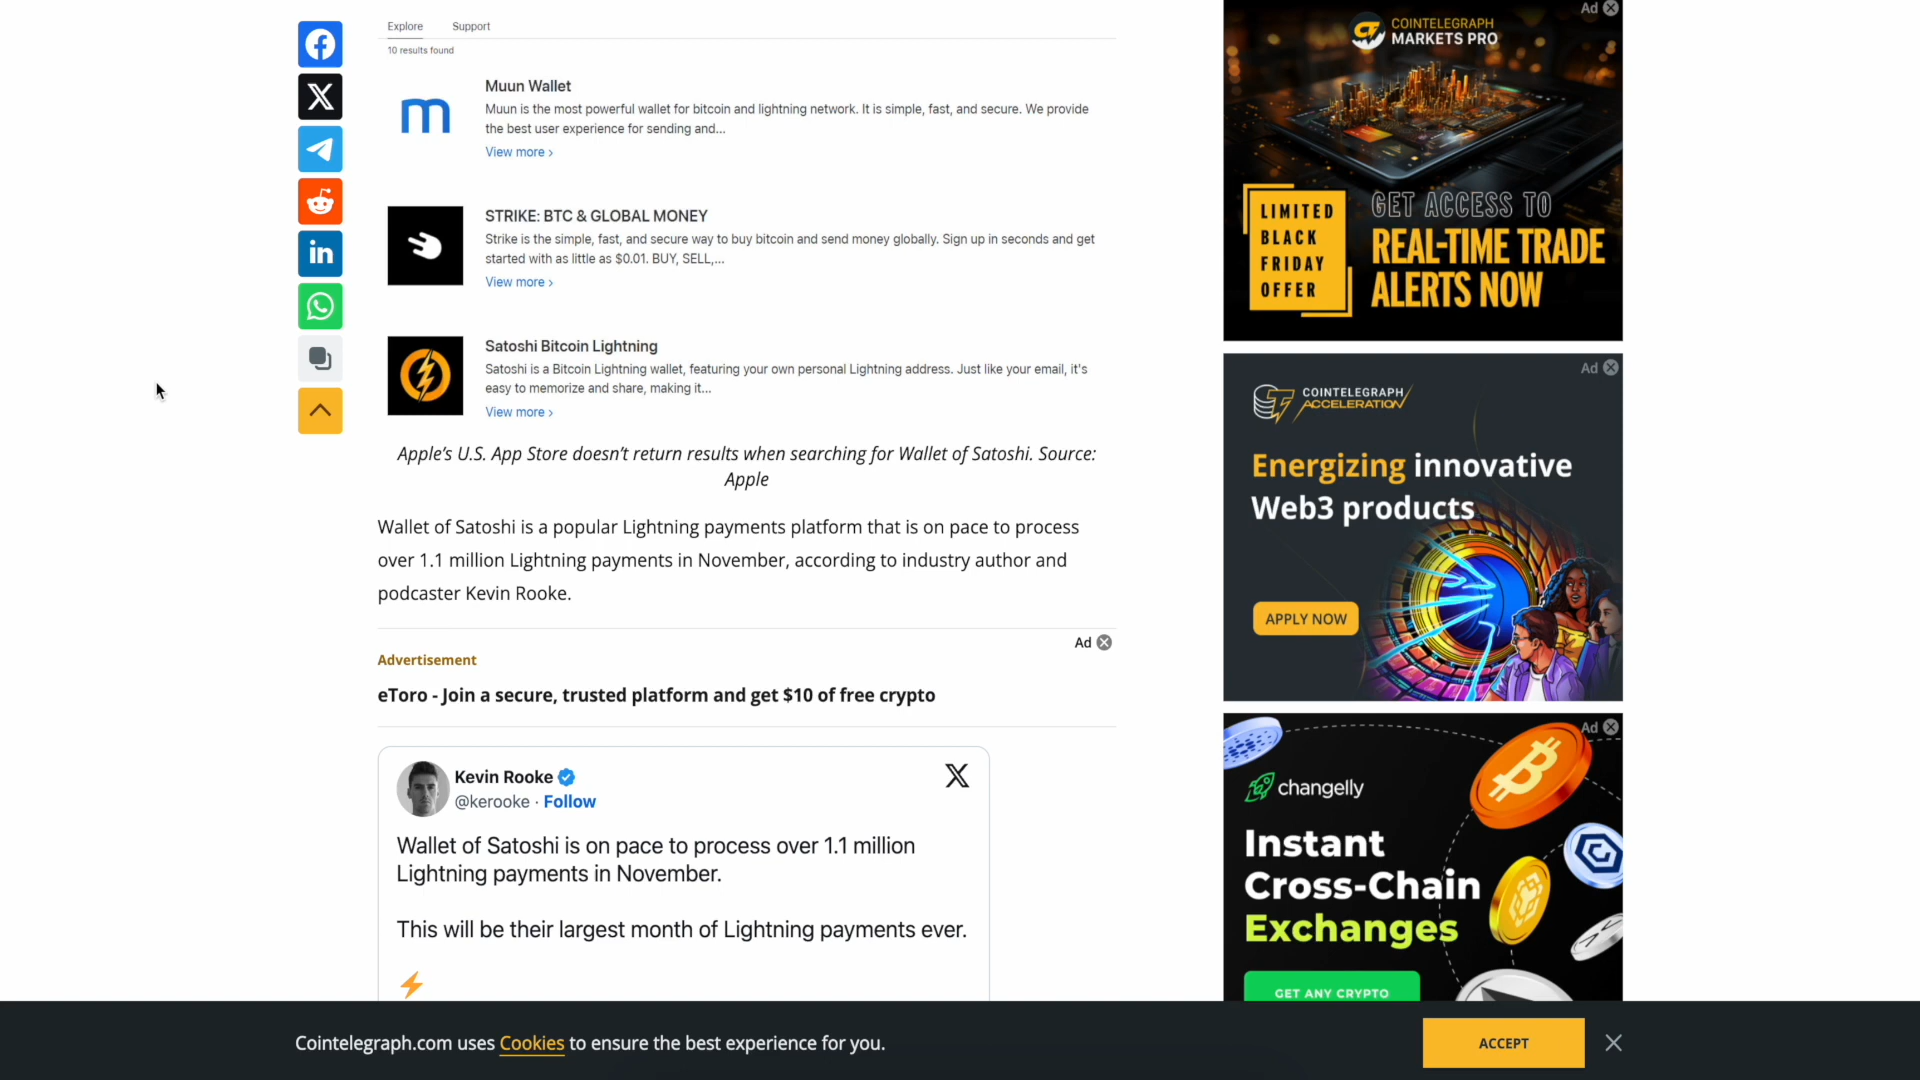 Explore Support
10 results found
Muun Wallet
Muun is the most powerful wallet for bitcoin and lightning network. It is simple, fast, and secure. We provide
the best user experience for sending and...
View more ›
STRIKE: BTC & GLOBAL MONEY
Strike is the simple, fast, and secure way to buy bitcoin and send money globally. Sign up in seconds and get
started with as little as $0.01. BUY, SELL,...
View more ›
Satoshi Bitcoin Lightning
Satoshi is a Bitcoin Lightning wallet, featuring your own personal Lightning address. Just like your email, it's
easy to memorize and share, making it...
View more ›
Apple’s U.S. App Store doesn’t return results when searching for Wallet of Satoshi. Source:
Apple
Wallet of Satoshi is a popular Lightning payments platform that is on pace to process
over 1.1 million Lightning payments in November, according to industry author and
podcaster Kevin Rooke.
Ad
Advertisement
eToro - Join a secure, trusted platform and get $10 of free crypto
Kevin Rooke
@kerooke · Follow
Wallet of Satoshi is on pace to process over 1.1 million
Lightning payments in November.
This will be their largest month of Lightning payments ever.
⚡
Ad
COINTELEGRAPH
MARKETS PRO
LIMITED
BLACK
FRIDAY
OFFER
GET ACCESS TO
REAL-TIME TRADE
ALERTS NOW
Ad
COINTELEGRAPH
ACCELERATION
Energizing innovative
Web3 products
APPLY NOW
Ad
changelly
Instant
Cross-Chain
Exchanges
GET ANY CRYPTO
Cointelegraph.com uses Cookies to ensure the best experience for you.
ACCEPT